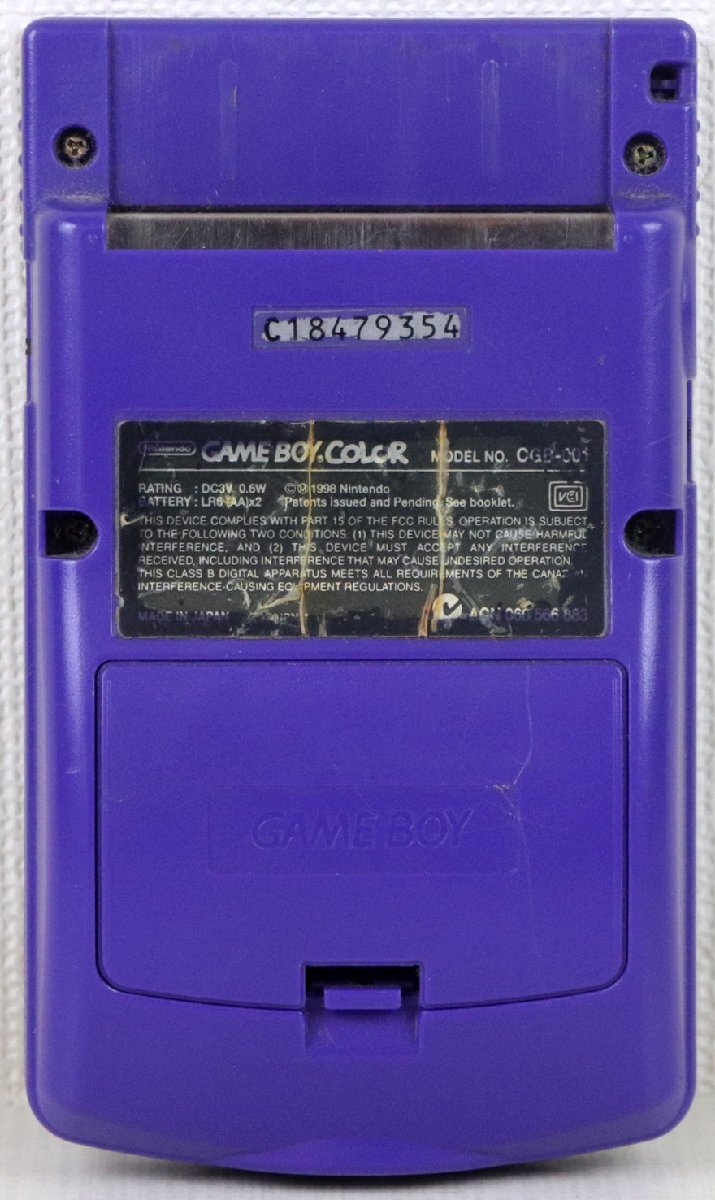 C18479354
Nintendo GAME BOY COLOR MODEL NO. CGB-001
RATING : DC3V 0.6W ©Ⓜ1998 Nintendo
BATTERY : LR6 (AA)x2 Patents issued and Pending. See booklet. VCI
THIS DEVICE COMPLIES WITH PART 15 OF THE FCC RULES. OPERATION IS SUBJECT
TO THE FOLLOWING TWO CONDITIONS (1) THIS DEVICE MAY NOT CAUSE HARMFUL
INTERFERENCE, AND (2) THIS DEVICE MUST ACCEPT ANY INTERFERENCE
RECEIVED, INCLUDING INTERFERENCE THAT MAY CAUSE UNDESIRED OPERATION.
THIS CLASS B DIGITAL APPARATUS MEETS ALL REQUIREMENTS OF THE CANADIAN
INTERFERENCE-CAUSING EQUIPMENT REGULATIONS.
MADE IN JAPAN ACN 060 566 083
GAME BOY